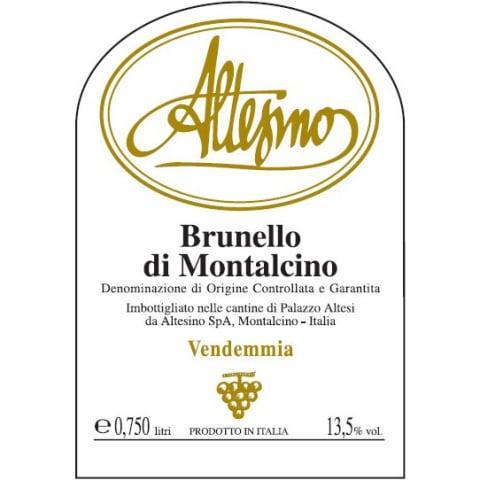 Altesino
Brunello
di Montalcino
Denominazione di Origine Controllata e Garantita
Imbottigliato nelle cantine di Palazzo Altesi
da Altesino SpA, Montalcino - Italia
Vendemmia
℮ 0,750 litri PRODOTTO IN ITALIA 13,5% vol.